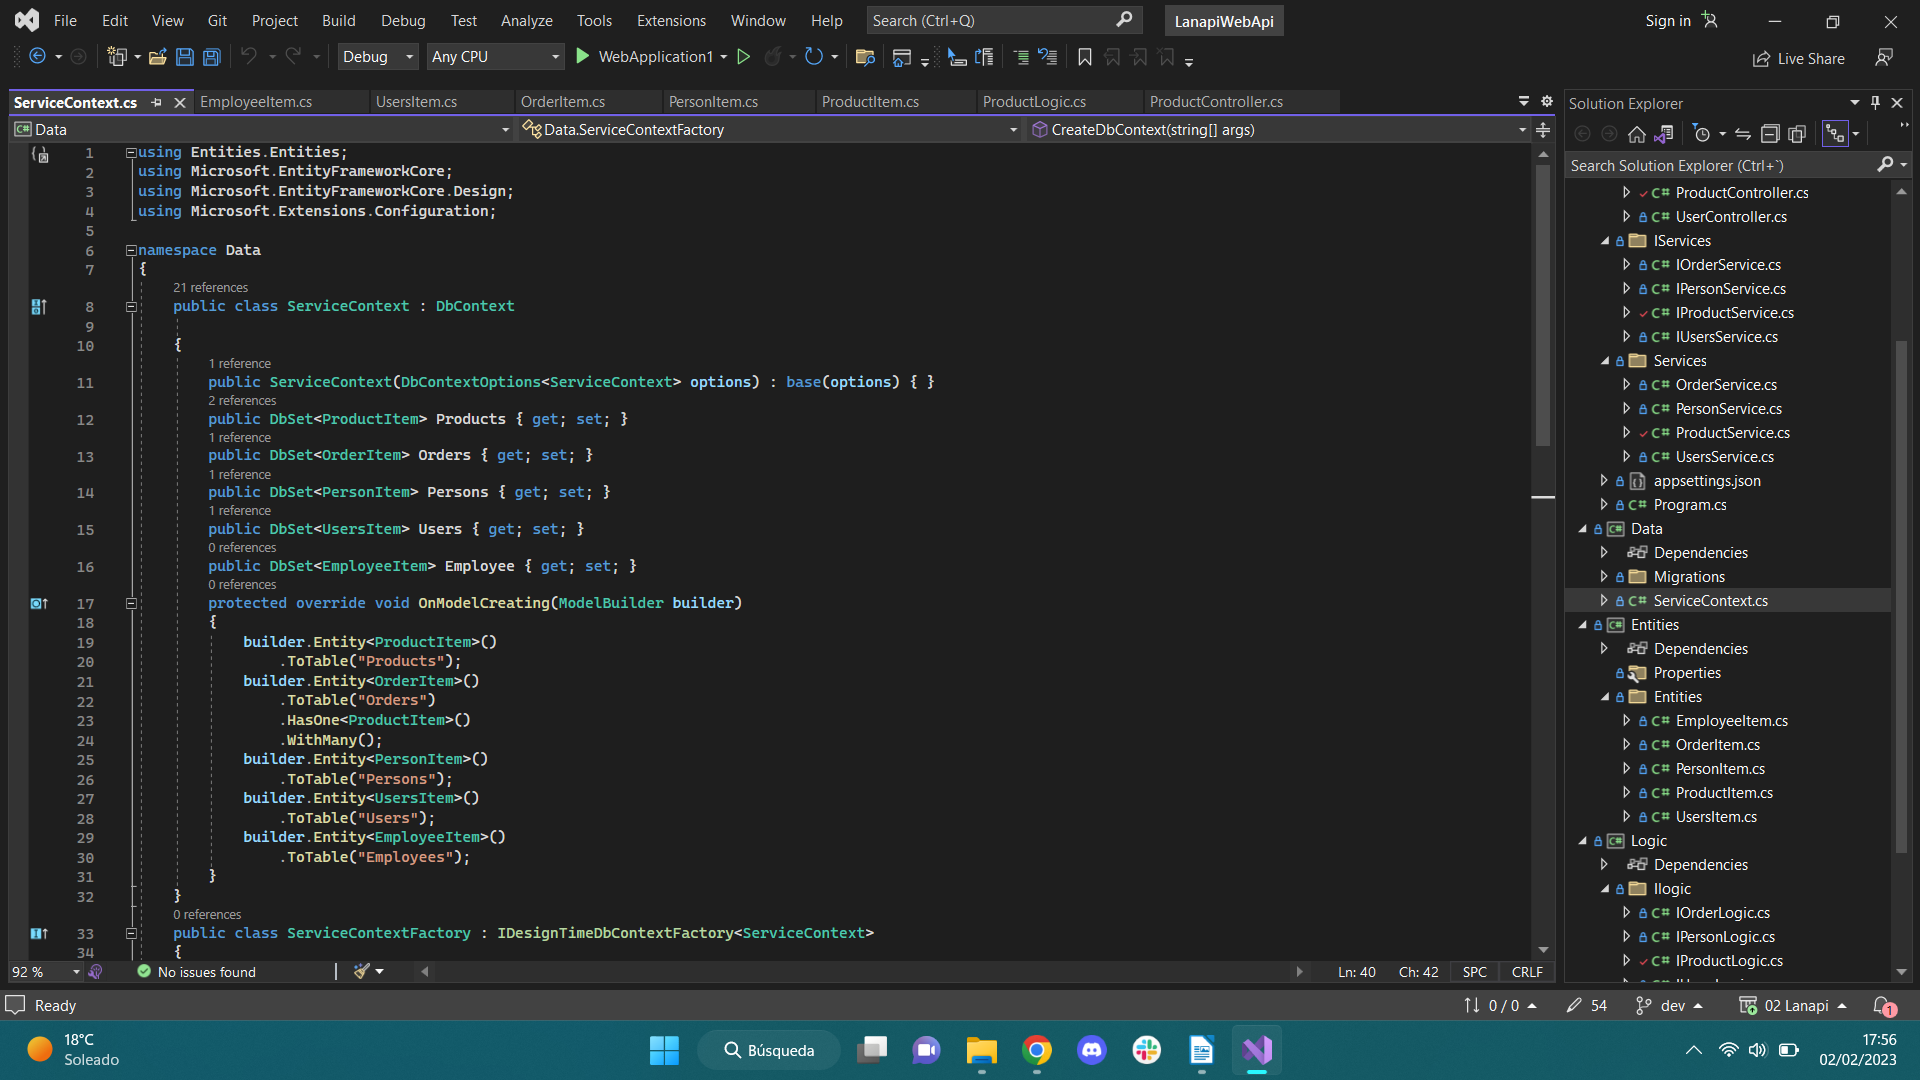 File Edit View Git Project Build Debug Test Analyze Tools Extensions Window Help Search (Ctrl+Q) LanapiWebApi Sign in
Debug Any CPU WebApplication1 Live Share
ServiceContext.cs EmployeeItem.cs UsersItem.cs OrderItem.cs PersonItem.cs ProductItem.cs ProductLogic.cs ProductController.cs
Data Data.ServiceContextFactory CreateDbContext(string[] args)
1 using Entities.Entities;
2 using Microsoft.EntityFrameworkCore;
3 using Microsoft.EntityFrameworkCore.Design;
4 using Microsoft.Extensions.Configuration;
5
6 namespace Data
7 {
21 references
8 public class ServiceContext : DbContext
9
10 {
1 reference
11 public ServiceContext(DbContextOptions<ServiceContext> options) : base(options) { }
2 references
12 public DbSet<ProductItem> Products { get; set; }
1 reference
13 public DbSet<OrderItem> Orders { get; set; }
1 reference
14 public DbSet<PersonItem> Persons { get; set; }
1 reference
15 public DbSet<UsersItem> Users { get; set; }
0 references
16 public DbSet<EmployeeItem> Employee { get; set; }
0 references
17 protected override void OnModelCreating(ModelBuilder builder)
18 {
19 builder.Entity<ProductItem>()
20 .ToTable("Products");
21 builder.Entity<OrderItem>()
22 .ToTable("Orders")
23 .HasOne<ProductItem>()
24 .WithMany();
25 builder.Entity<PersonItem>()
26 .ToTable("Persons");
27 builder.Entity<UsersItem>()
28 .ToTable("Users");
29 builder.Entity<EmployeeItem>()
30 .ToTable("Employees");
31 }
32 }
0 references
33 public class ServiceContextFactory : IDesignTimeDbContextFactory<ServiceContext>
34 {
92 % No issues found Ln: 40 Ch: 42 SPC CRLF
Solution Explorer
Search Solution Explorer (Ctrl+`)
C# ProductController.cs
C# UserController.cs
IServices
C# IOrderService.cs
C# IPersonService.cs
C# IProductService.cs
C# IUsersService.cs
Services
C# OrderService.cs
C# PersonService.cs
C# ProductService.cs
C# UsersService.cs
appsettings.json
C# Program.cs
C# Data
Dependencies
Migrations
C# ServiceContext.cs
C# Entities
Dependencies
Properties
Entities
C# EmployeeItem.cs
C# OrderItem.cs
C# PersonItem.cs
C# ProductItem.cs
C# UsersItem.cs
C# Logic
Dependencies
Ilogic
C# IOrderLogic.cs
C# IPersonLogic.cs
C# IProductLogic.cs
Ready 0 / 0 54 dev 02 Lanapi 1
18°C
Soleado
Búsqueda
17:56
02/02/2023